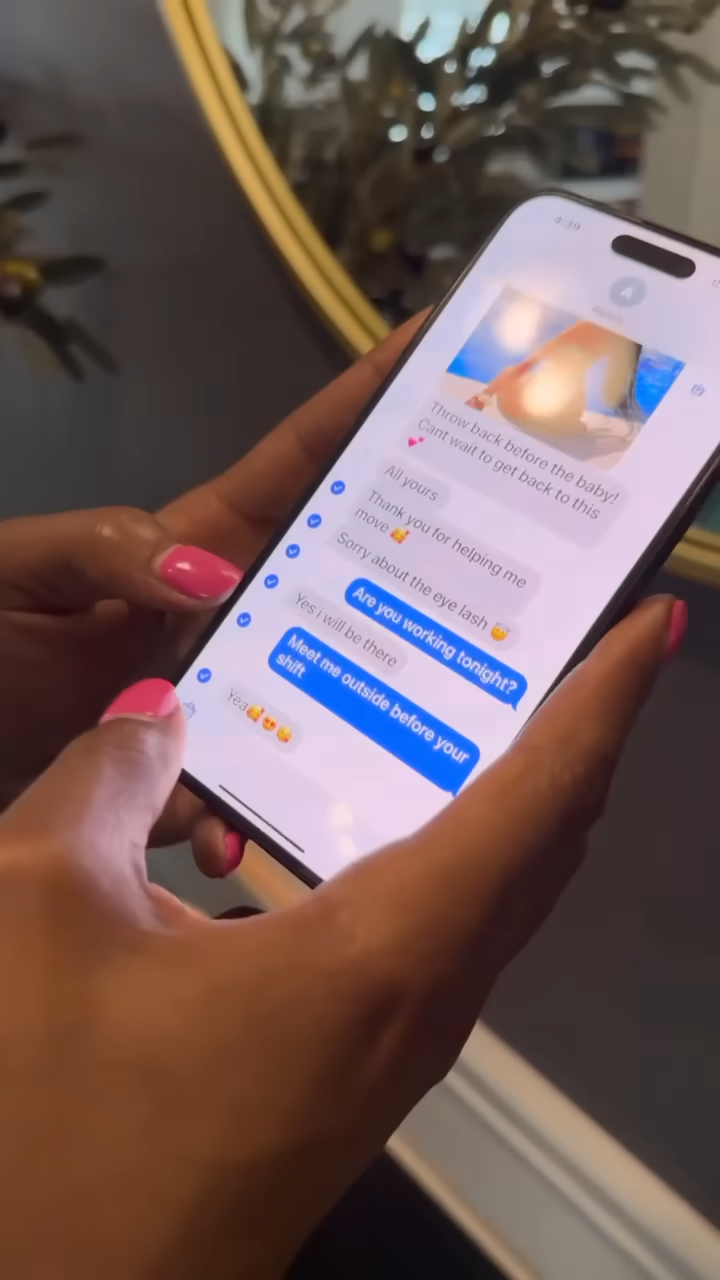 4:39
Throw back before the baby!
Cant wait to get back to this
💕
All yours
Thank you for helping me
move 🥰
Sorry about the eye lash 😇
Are you working tonight?
Yes i will be there
Meet me outside before your
shift
Yea🥰😍🥰